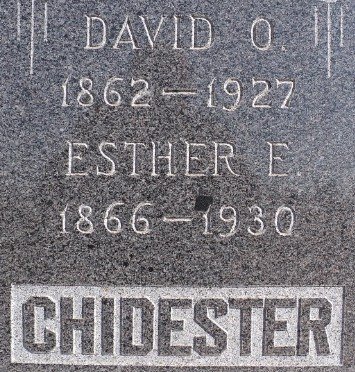 DAVID O.
1862-1927
ESTHER E.
1866-1930
CHIDESTER